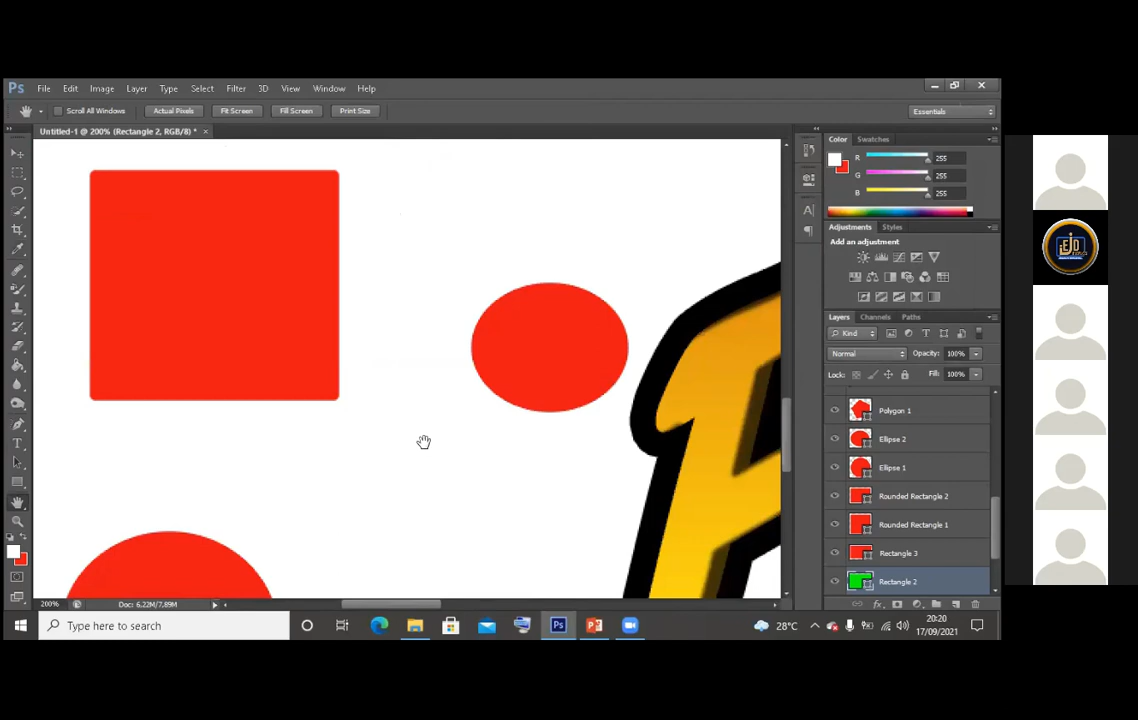 Ps File Edit Image Layer Type Select Filter 3D View Window Help
Scroll All Windows Actual Pixels Fit Screen Fill Screen Print Size Essentials
Untitled-1 @ 200% (Rectangle 2, RGB/8) * ×
Color Swatches
R 255
G 255
B 255
Adjustments Styles
Add an adjustment
Layers Channels Paths
Kind
Normal Opacity: 100%
Lock: Fill: 100%
Polygon 1
Ellipse 2
Ellipse 1
Rounded Rectangle 2
Rounded Rectangle 1
Rectangle 3
Rectangle 2
200% Doc: 6.22M/7.89M
Type here to search
28°C
20:20
17/09/2021